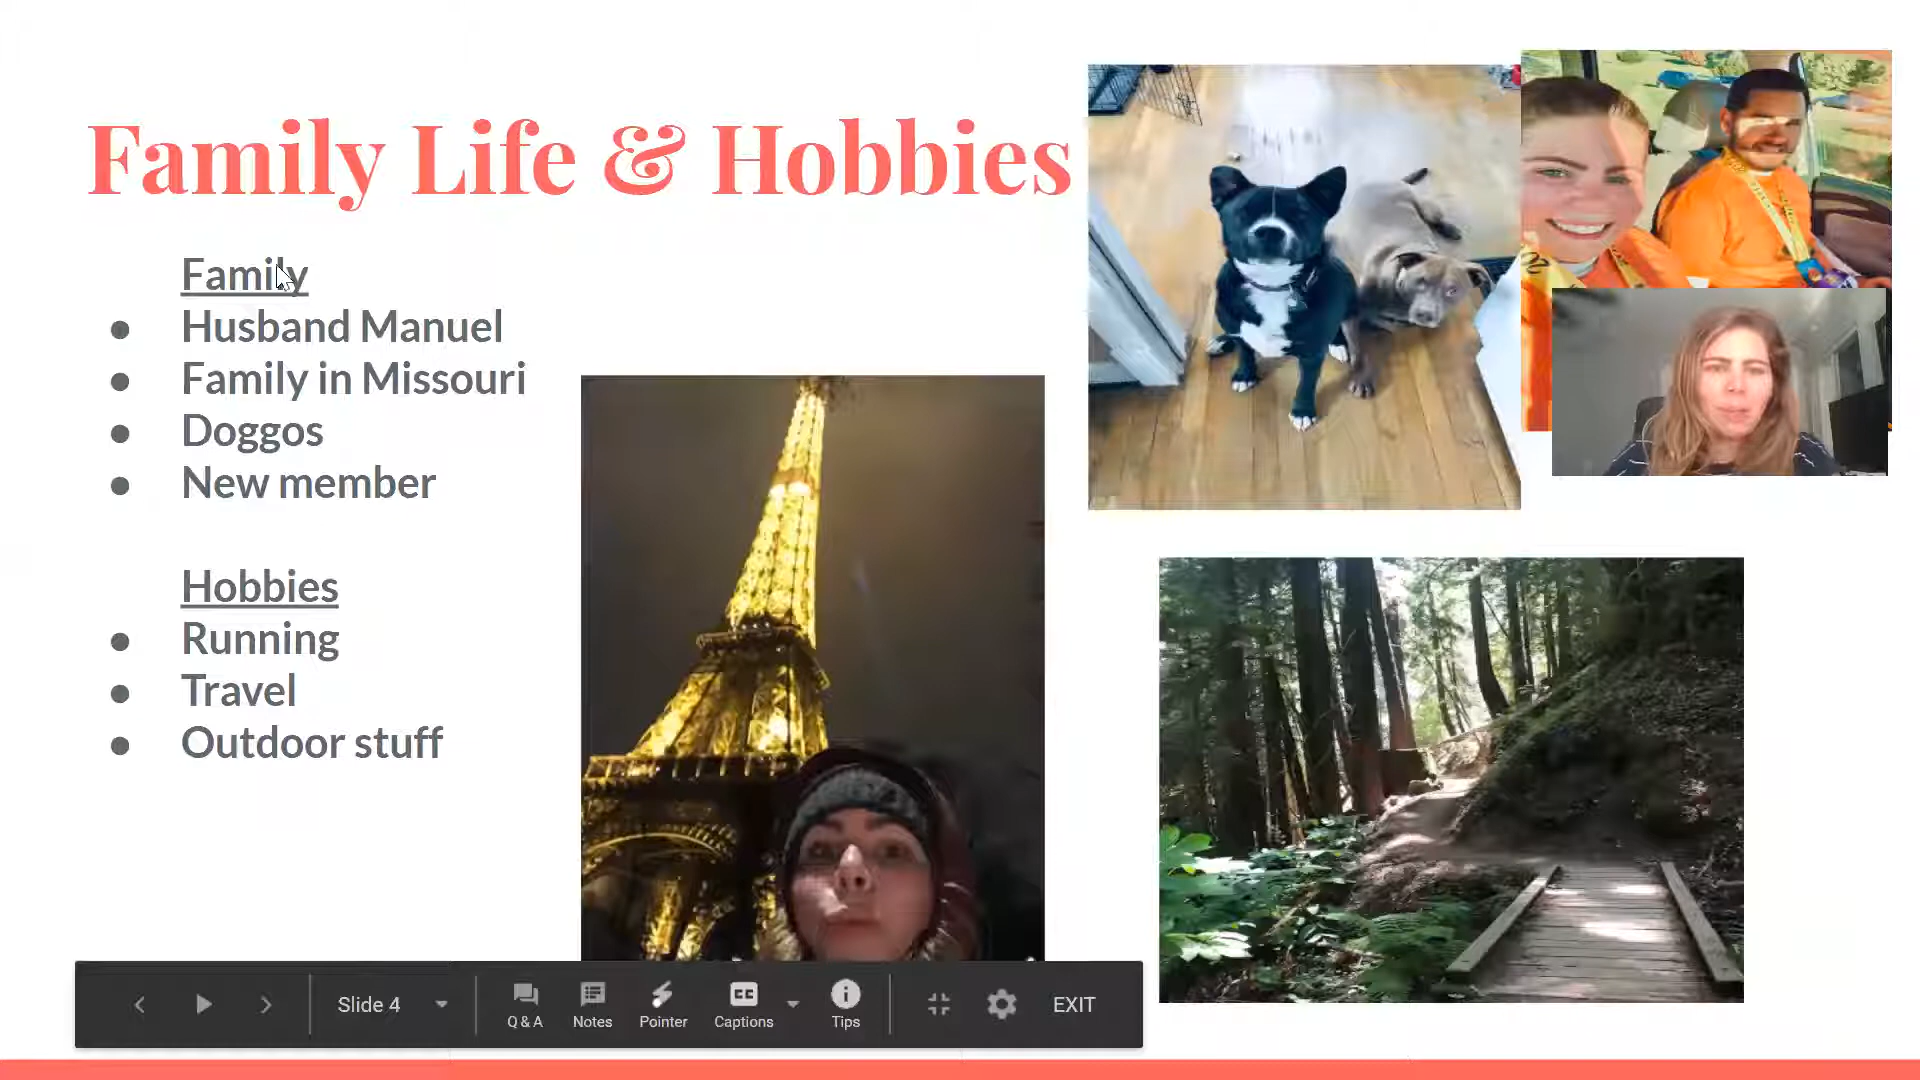 Family Life & Hobbies
Family
● Husband Manuel
● Family in Missouri
● Doggos
● New member
Hobbies
● Running
● Travel
● Outdoor stuff
Slide 4
Q & A
Notes
Pointer
CC
Captions
Tips
EXIT